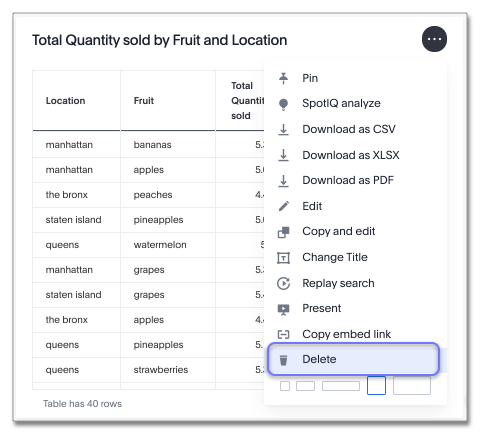 Total Quantity sold by Fruit and Location
Location Fruit Total
Quantit
sold
manhattan bananas 5.
manhattan apples 5.
the bronx peaches 4.
staten island pineapples 5.
queens watermelon 5
manhattan grapes 5.
staten island grapes 5.
the bronx apples 4.
queens pineapples 5.
queens strawberries 5.
Table has 40 rows
Pin
SpotIQ analyze
Download as CSV
Download as XLSX
Download as PDF
Edit
Copy and edit
Change Title
Replay search
Present
Copy embed link
Delete